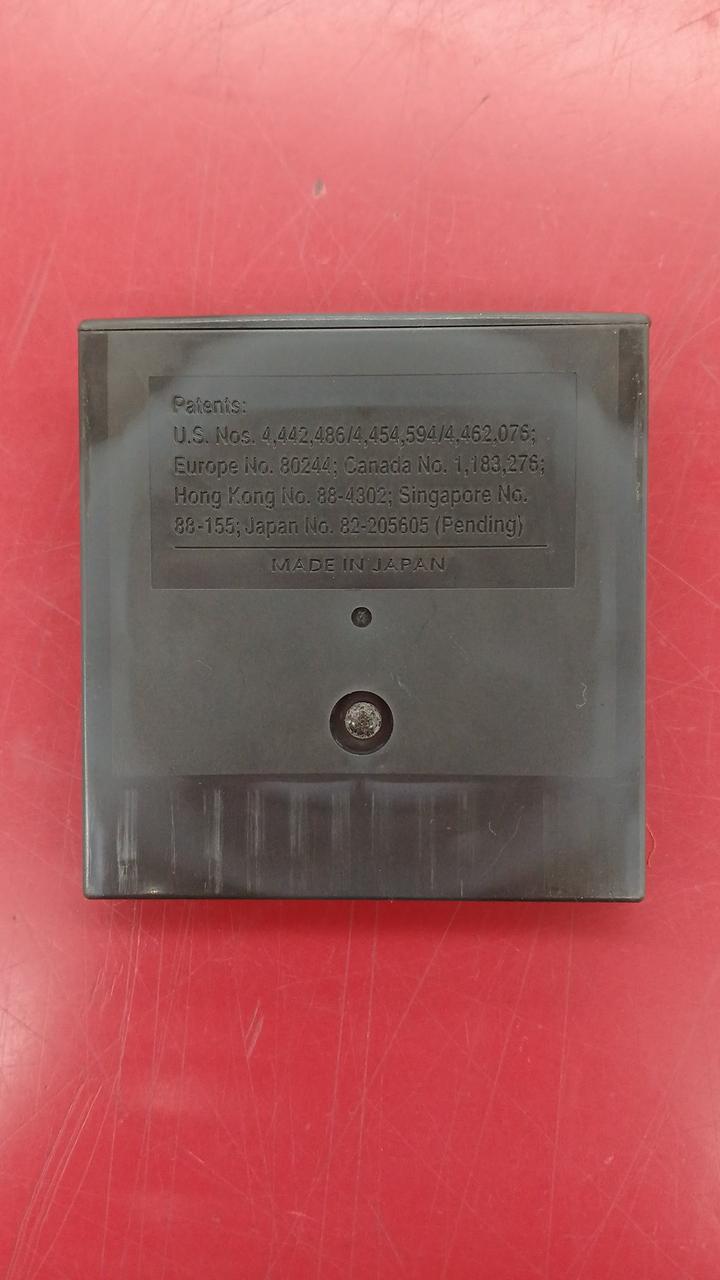 Patents:
U.S. Nos. 4,442,486/4,454,594/4,462,076;
Europe No. 80244; Canada No. 1,183,276;
Hong Kong No. 88-4302; Singapore No.
88-155; Japan No. 82-205605 (Pending)
MADE IN JAPAN